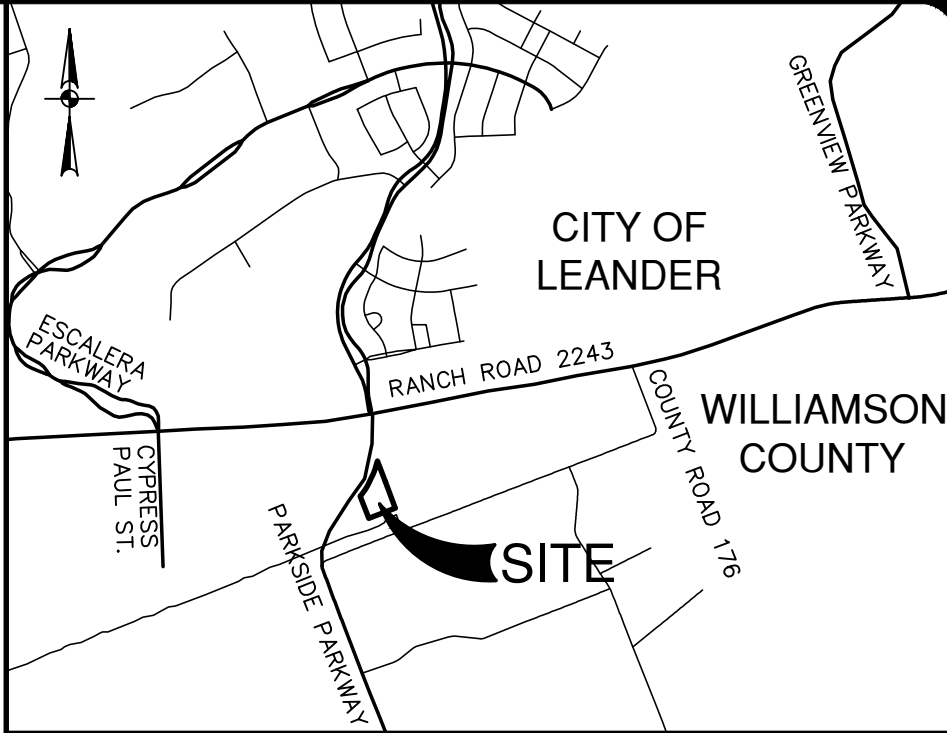 GREENVIEW PARKWAY
CITY OF
LEANDER
ESCALERA
PARKWAY
RANCH ROAD 2243
COUNTY ROAD 176
WILLIAMSON
COUNTY
CYPRESS
PAUL ST.
PARKSIDE PARKWAY
SITE